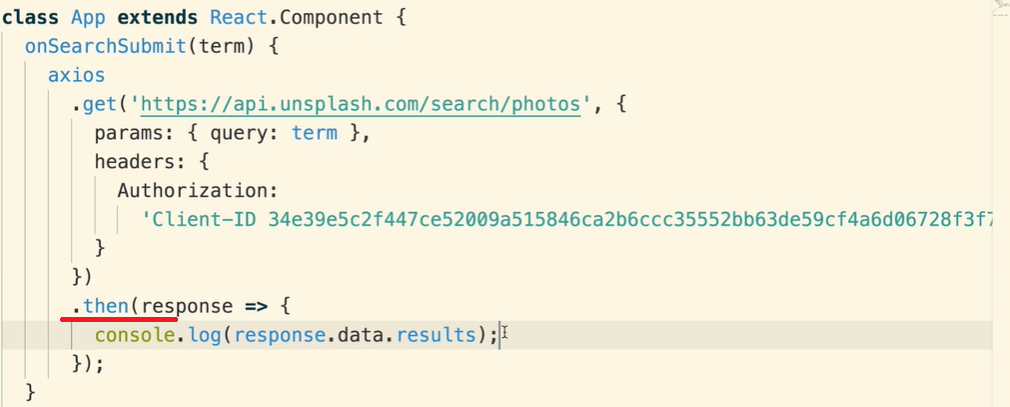 class App extends React.Component {
onSearchSubmit(term) {
axios
.get('https://api.unsplash.com/search/photos', {
params: { query: term },
headers: {
Authorization:
'Client-ID 34e39e5c2f447ce52009a515846ca2b6ccc35552bb63de59cf4a6d06728f3f7
}
})
.then(response => {
console.log(response.data.results);
});
}